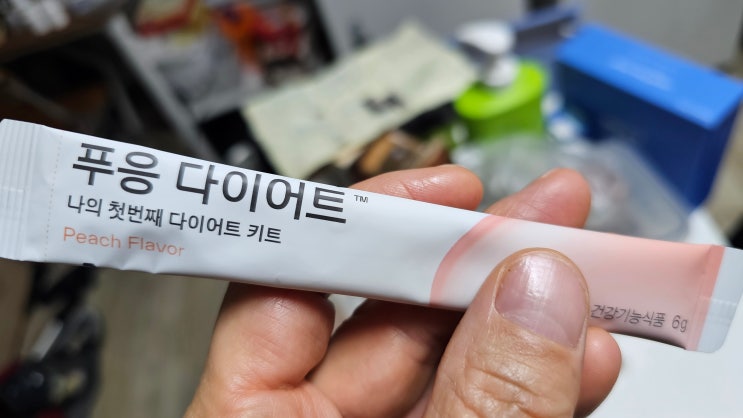 푸응 다이어트™
나의 첫번째 다이어트 키트
Peach Flavor
건강기능식품 6g